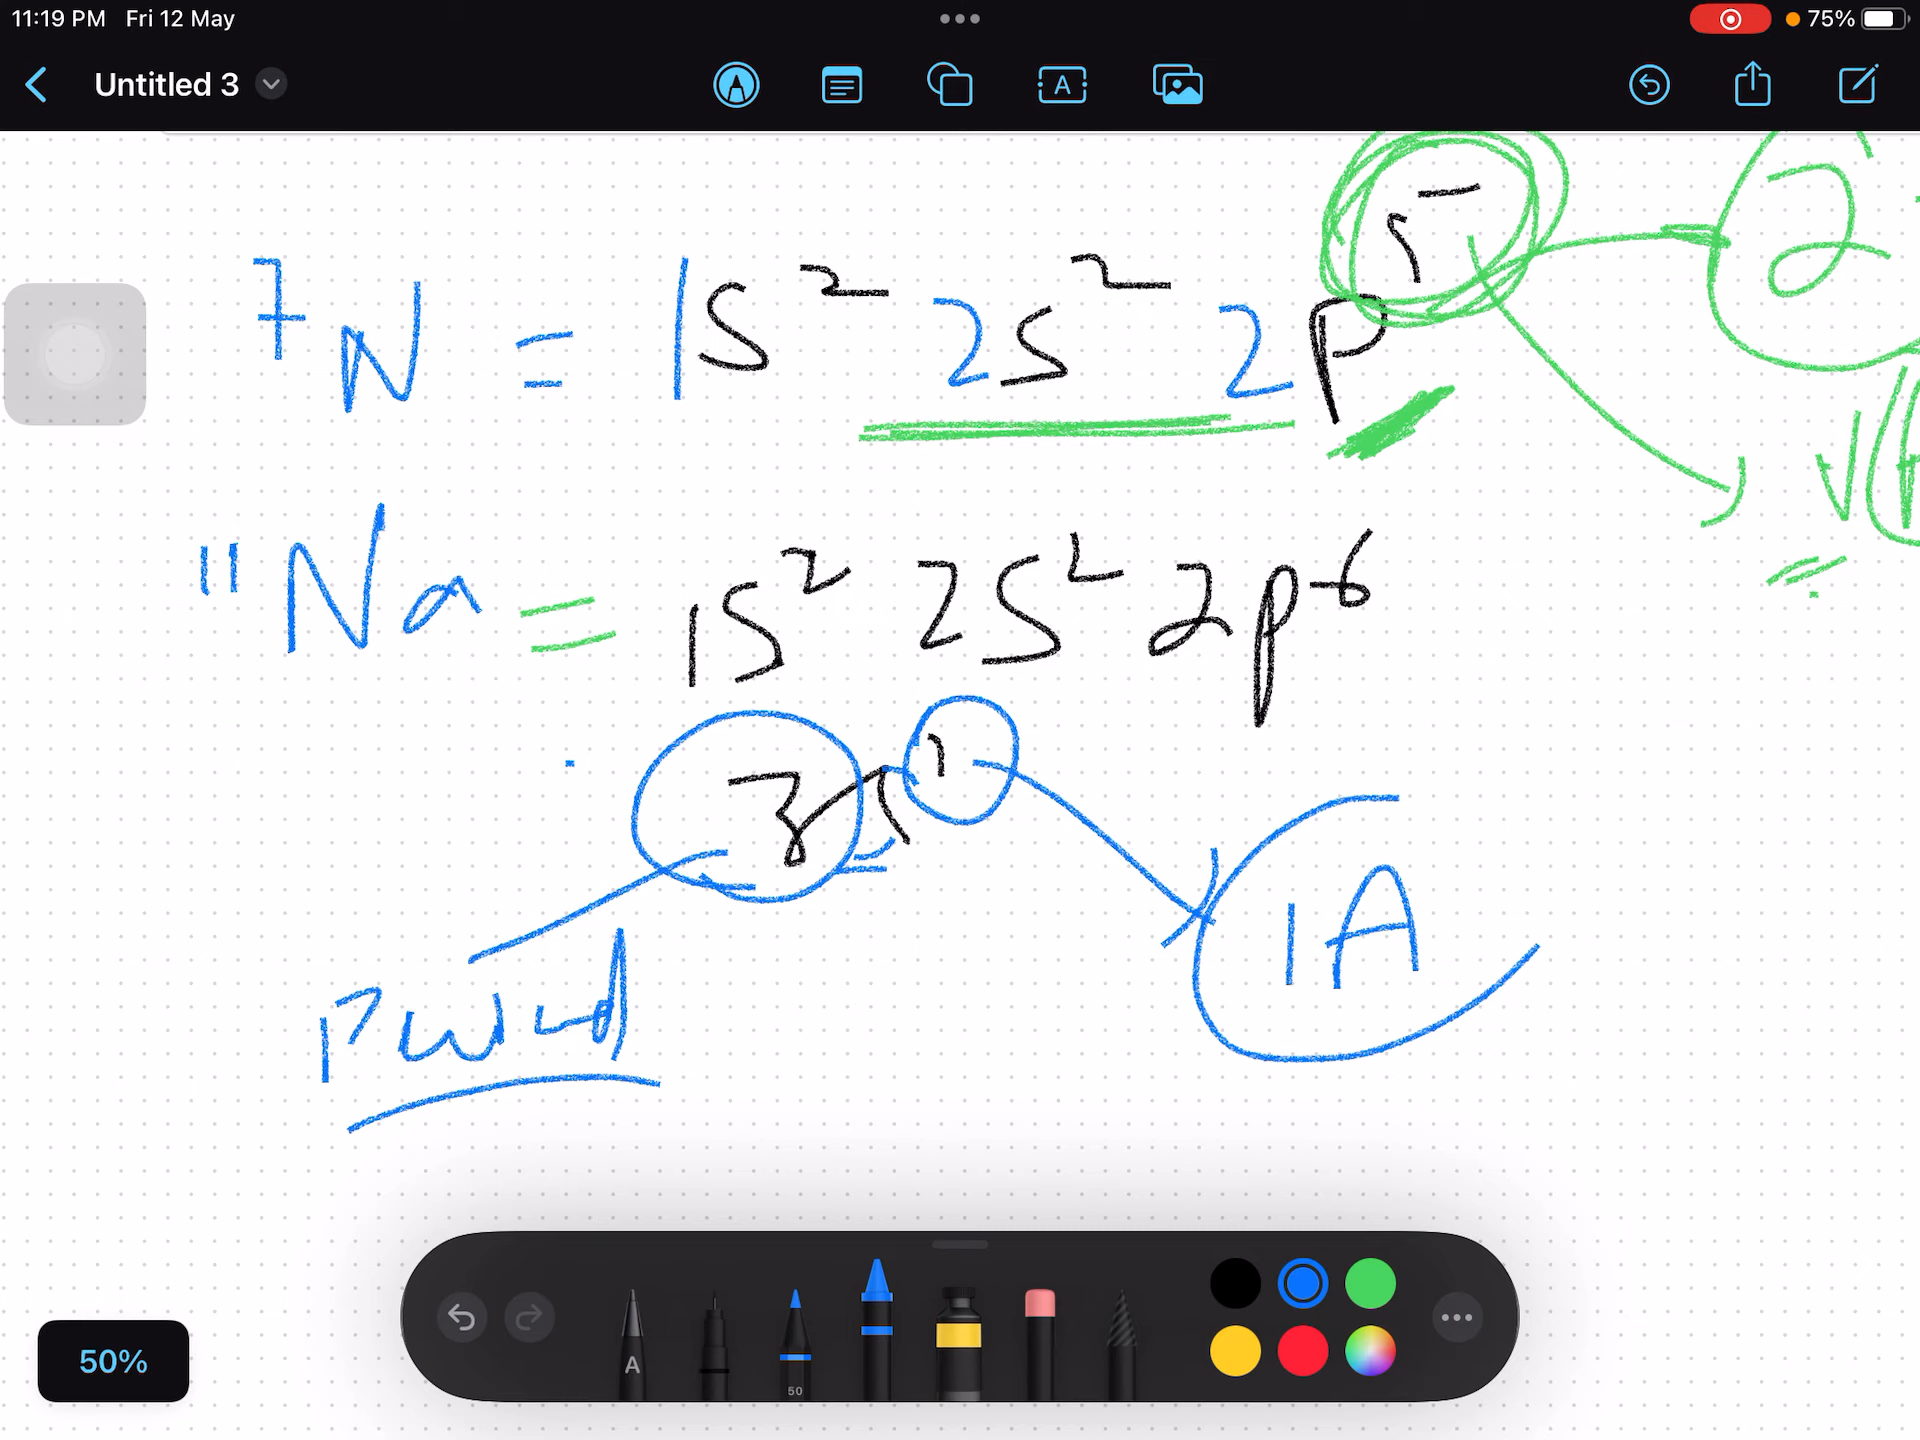 11:19 PM Fri 12 May
75%
Untitled 3
A
⁷N = 1S² 2S² 2P⁵ 2
¹¹Na = 1S² 2S² 2p⁶
3s¹
1A
A
50
50%